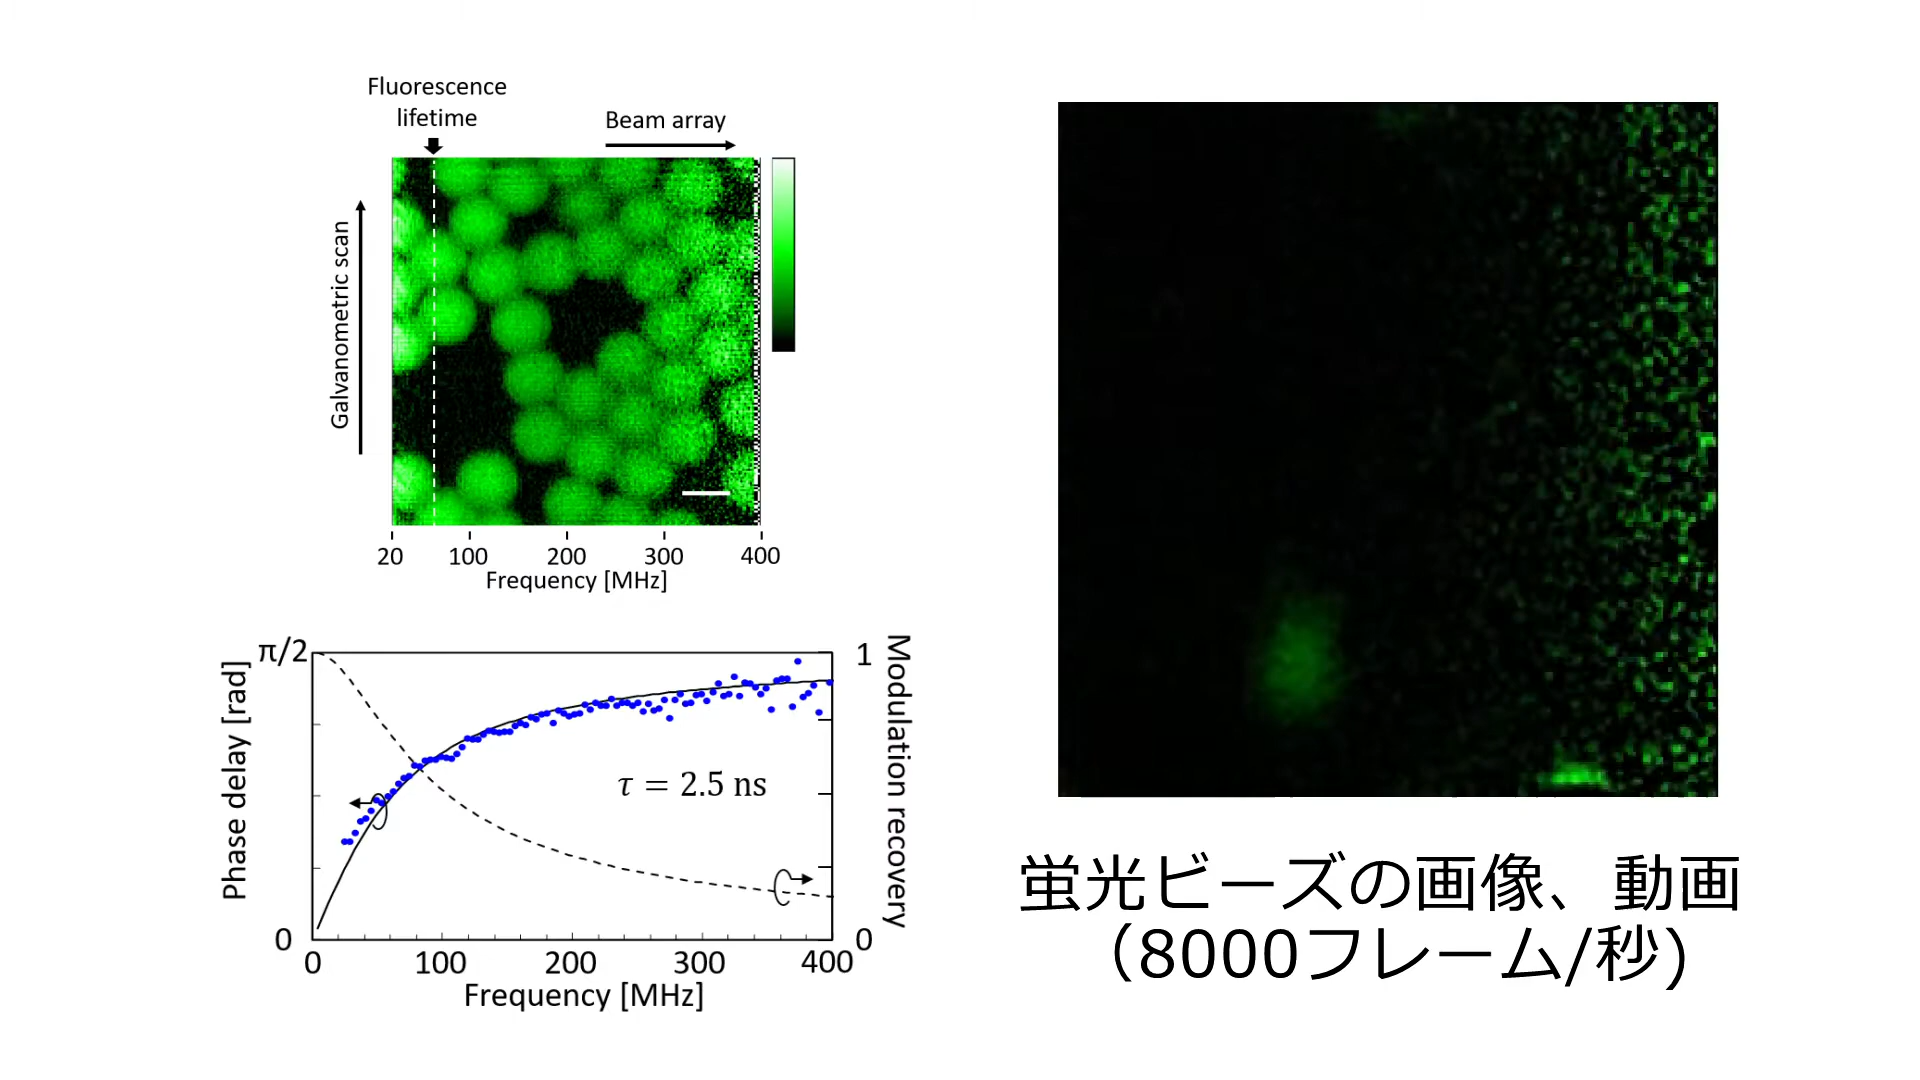 Fluorescence
lifetime
Beam array
Galvanometric scan
20 100 200 300 400
Frequency [MHz]
π/2
0
Phase delay [rad]
τ = 2.5 ns
1
0
Modulation recovery
0 100 200 300 400
Frequency [MHz]
蛍光ビーズの画像、動画
（8000フレーム/秒)